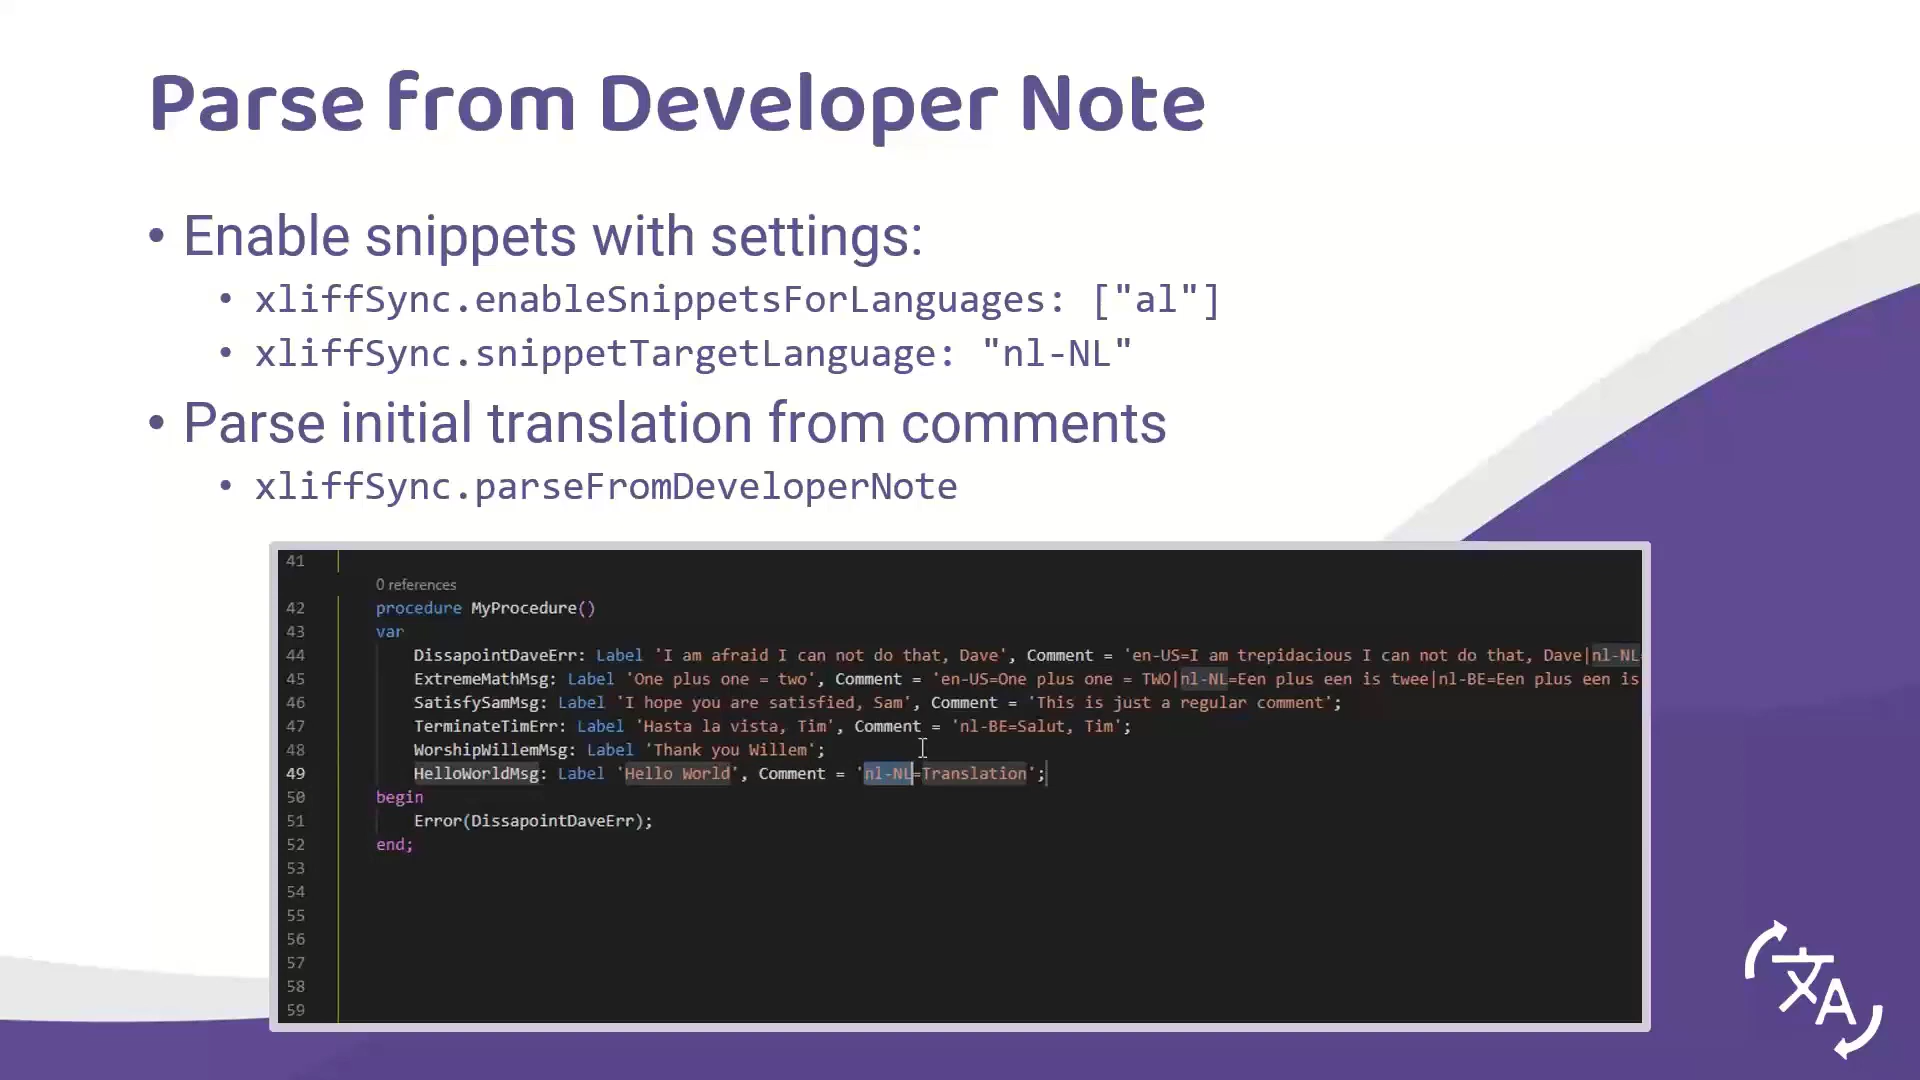 Parse from Developer Note
• Enable snippets with settings:
• xliffSync.enableSnippetsForLanguages: ["al"]
• xliffSync.snippetTargetLanguage: "nl-NL"
• Parse initial translation from comments
• xliffSync.parseFromDeveloperNote
41
0 references
42 procedure MyProcedure()
43 var
44 DissapointDaveErr: Label 'I am afraid I can not do that, Dave', Comment = 'en-US=I am trepidacious I can not do that, Dave|nl-NL
45 ExtremeMathMsg: Label 'One plus one = two', Comment = 'en-US=One plus one = TWO|nl-NL=Een plus een is twee|nl-BE=Een plus een is
46 SatisfySamMsg: Label 'I hope you are satisfied, Sam', Comment = 'This is just a regular comment';
47 TerminateTimErr: Label 'Hasta la vista, Tim', Comment = 'nl-BE=Salut, Tim';
48 WorshipWillemMsg: Label 'Thank you Willem';
49 HelloWorldMsg: Label 'Hello World', Comment = 'nl-NL=Translation';
50 begin
51 Error(DissapointDaveErr);
52 end;
53
54
55
56
57
58
59
文A